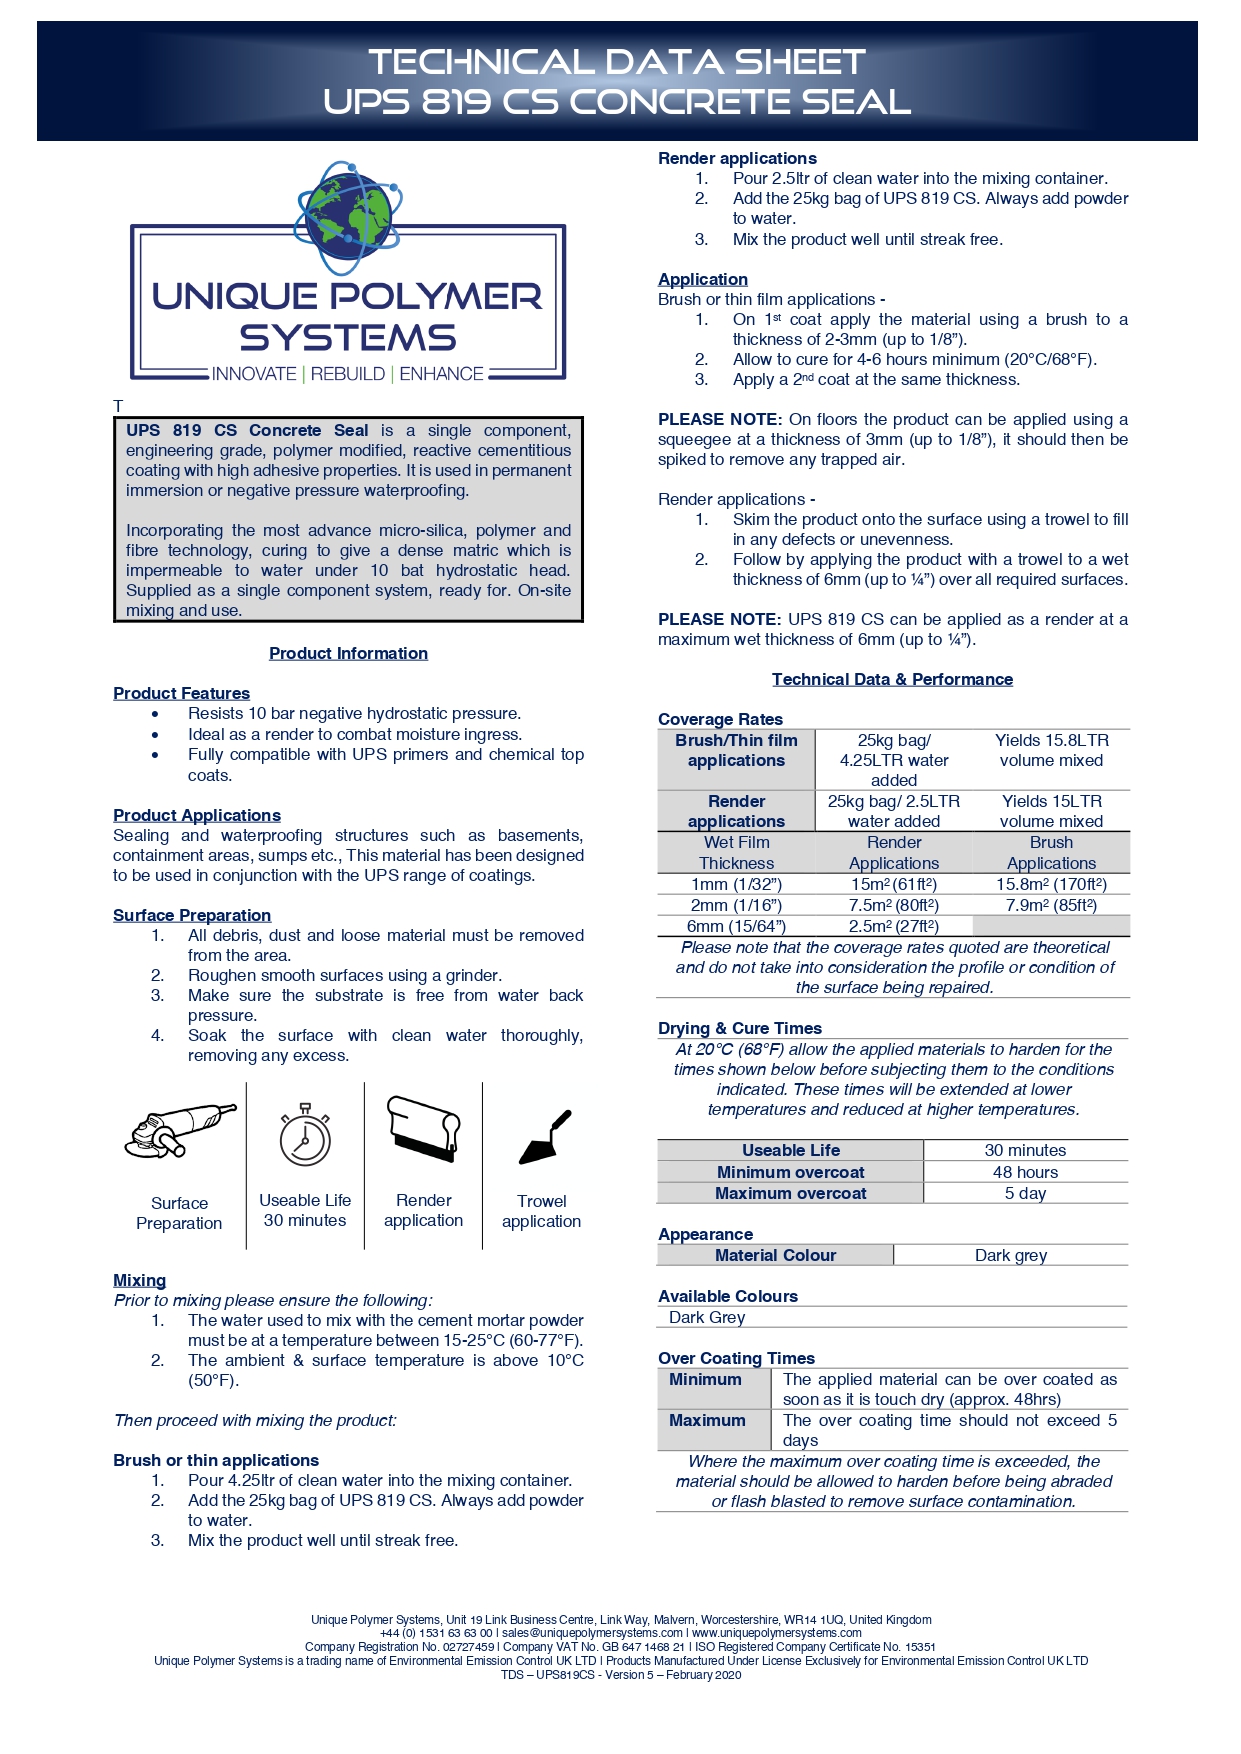 TECHNICAL DATA SHEET
UPS 819 CS CONCRETE SEAL
UNIQUE POLYMER
SYSTEMS
INNOVATE | REBUILD | ENHANCE
T
UPS 819 CS Concrete Seal is a single component,
engineering grade, polymer modified, reactive cementitious
coating with high adhesive properties. It is used in permanent
immersion or negative pressure waterproofing.
Incorporating the most advance micro-silica, polymer and
fibre technology, curing to give a dense matric which is
impermeable to water under 10 bat hydrostatic head.
Supplied as a single component system, ready for. On-site
mixing and use.
Product Information
Product Features
• Resists 10 bar negative hydrostatic pressure.
• Ideal as a render to combat moisture ingress.
• Fully compatible with UPS primers and chemical top
coats.
Product Applications
Sealing and waterproofing structures such as basements,
containment areas, sumps etc., This material has been designed
to be used in conjunction with the UPS range of coatings.
Surface Preparation
1. All debris, dust and loose material must be removed
from the area.
2. Roughen smooth surfaces using a grinder.
3. Make sure the substrate is free from water back
pressure.
4. Soak the surface with clean water thoroughly,
removing any excess.
Surface
Preparation
Useable Life
30 minutes
Render
application
Trowel
application
Mixing
Prior to mixing please ensure the following:
1. The water used to mix with the cement mortar powder
must be at a temperature between 15-25°C (60-77°F).
2. The ambient & surface temperature is above 10°C
(50°F).
Then proceed with mixing the product:
Brush or thin applications
1. Pour 4.25ltr of clean water into the mixing container.
2. Add the 25kg bag of UPS 819 CS. Always add powder
to water.
3. Mix the product well until streak free.
Render applications
1. Pour 2.5ltr of clean water into the mixing container.
2. Add the 25kg bag of UPS 819 CS. Always add powder
to water.
3. Mix the product well until streak free.
Application
Brush or thin film applications -
1. On 1st coat apply the material using a brush to a
thickness of 2-3mm (up to 1/8”).
2. Allow to cure for 4-6 hours minimum (20°C/68°F).
3. Apply a 2nd coat at the same thickness.
PLEASE NOTE: On floors the product can be applied using a
squeegee at a thickness of 3mm (up to 1/8”), it should then be
spiked to remove any trapped air.
Render applications -
1. Skim the product onto the surface using a trowel to fill
in any defects or unevenness.
2. Follow by applying the product with a trowel to a wet
thickness of 6mm (up to ¼”) over all required surfaces.
PLEASE NOTE: UPS 819 CS can be applied as a render at a
maximum wet thickness of 6mm (up to ¼”).
Technical Data & Performance
Coverage Rates
Brush/Thin film applications 25kg bag/ 4.25LTR water added Yields 15.8LTR volume mixed
Render applications 25kg bag/ 2.5LTR water added Yields 15LTR volume mixed
Wet Film Thickness Render Applications Brush Applications
1mm (1/32”) 15m² (61ft²) 15.8m² (170ft²)
2mm (1/16”) 7.5m² (80ft²) 7.9m² (85ft²)
6mm (15/64”) 2.5m² (27ft²)
Please note that the coverage rates quoted are theoretical
and do not take into consideration the profile or condition of
the surface being repaired.
Drying & Cure Times
At 20°C (68°F) allow the applied materials to harden for the
times shown below before subjecting them to the conditions
indicated. These times will be extended at lower
temperatures and reduced at higher temperatures.
Useable Life 30 minutes
Minimum overcoat 48 hours
Maximum overcoat 5 day
Appearance
Material Colour Dark grey
Available Colours
Dark Grey
Over Coating Times
Minimum The applied material can be over coated as
soon as it is touch dry (approx. 48hrs)
Maximum The over coating time should not exceed 5
days
Where the maximum over coating time is exceeded, the
material should be allowed to harden before being abraded
or flash blasted to remove surface contamination.
Unique Polymer Systems, Unit 19 Link Business Centre, Link Way, Malvern, Worcestershire, WR14 1UQ, United Kingdom
+44 (0) 1531 63 63 00 | sales@uniquepolymersystems.com | www.uniquepolymersystems.com
Company Registration No. 02727459 | Company VAT No. GB 647 1468 21 | ISO Registered Company Certificate No. 15351
Unique Polymer Systems is a trading name of Environmental Emission Control UK LTD | Products Manufactured Under License Exclusively for Environmental Emission Control UK LTD
TDS – UPS819CS - Version 5 – February 2020